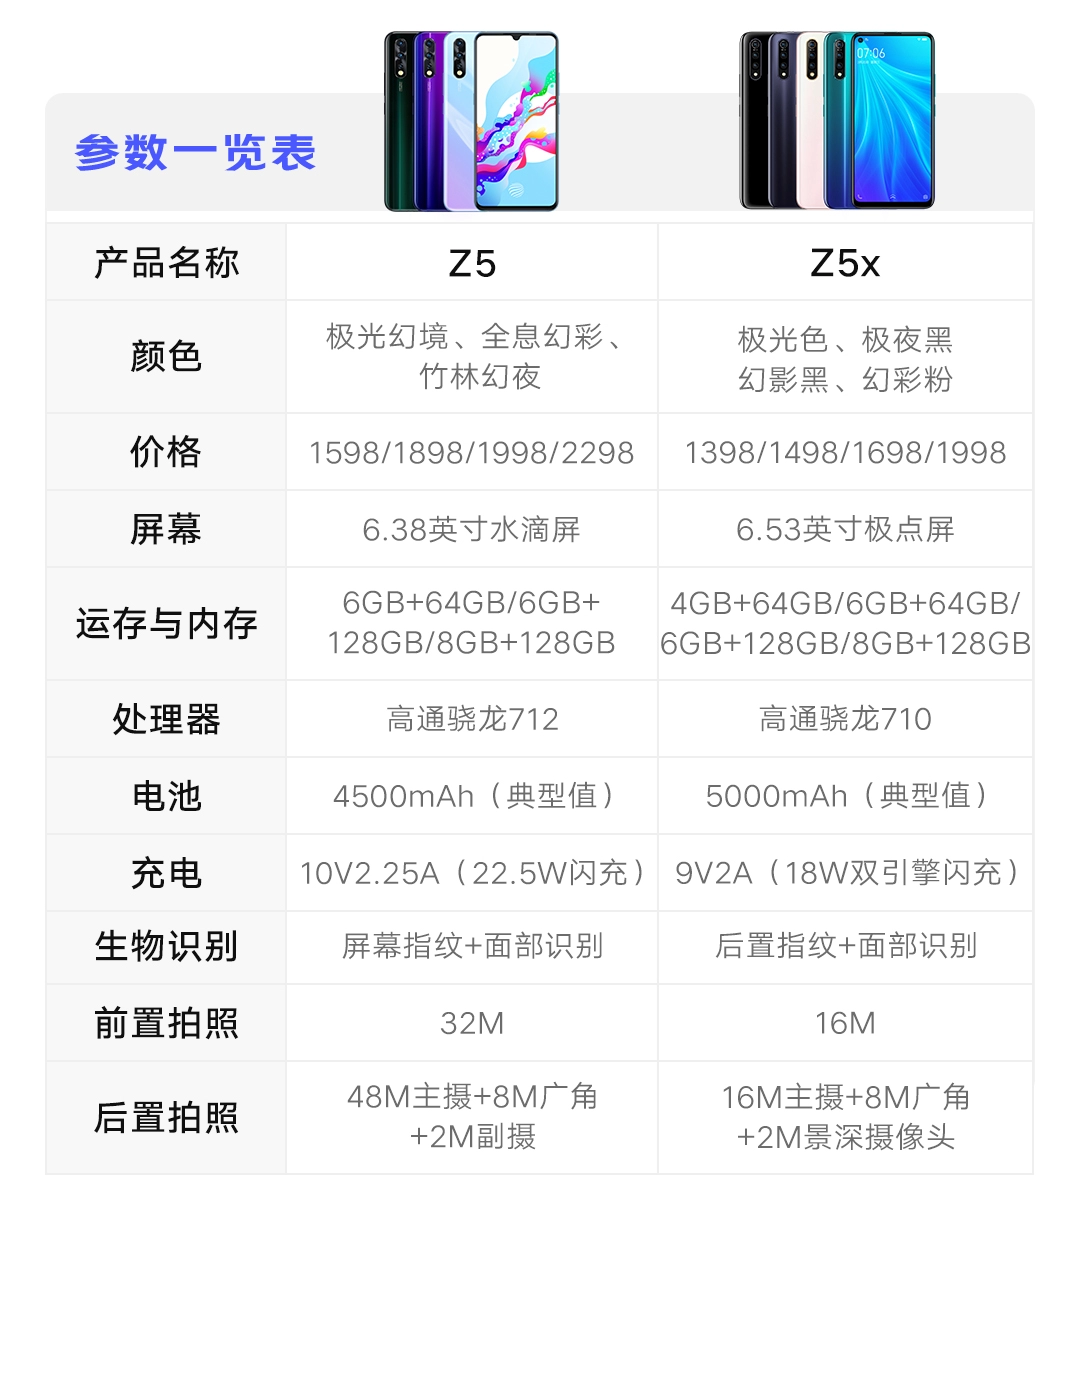 07:06
参数一览表
产品名称
Z5
Z5x
颜色
极光幻境、全息幻彩、
竹林幻夜
极光色、极夜黑
幻影黑、幻彩粉
价格
1598/1898/1998/2298
1398/1498/1698/1998
屏幕
6.38英寸水滴屏
6.53英寸极点屏
运存与内存
6GB+64GB/6GB+
128GB/8GB+128GB
4GB+64GB/6GB+64GB/
6GB+128GB/8GB+128GB
处理器
高通骁龙712
高通骁龙710
电池
4500mAh（典型值）
5000mAh（典型值）
充电
10V2.25A（22.5W闪充）
9V2A（18W双引擎闪充）
生物识别
屏幕指纹+面部识别
后置指纹+面部识别
前置拍照
32M
16M
后置拍照
48M主摄+8M广角
+2M副摄
16M主摄+8M广角
+2M景深摄像头